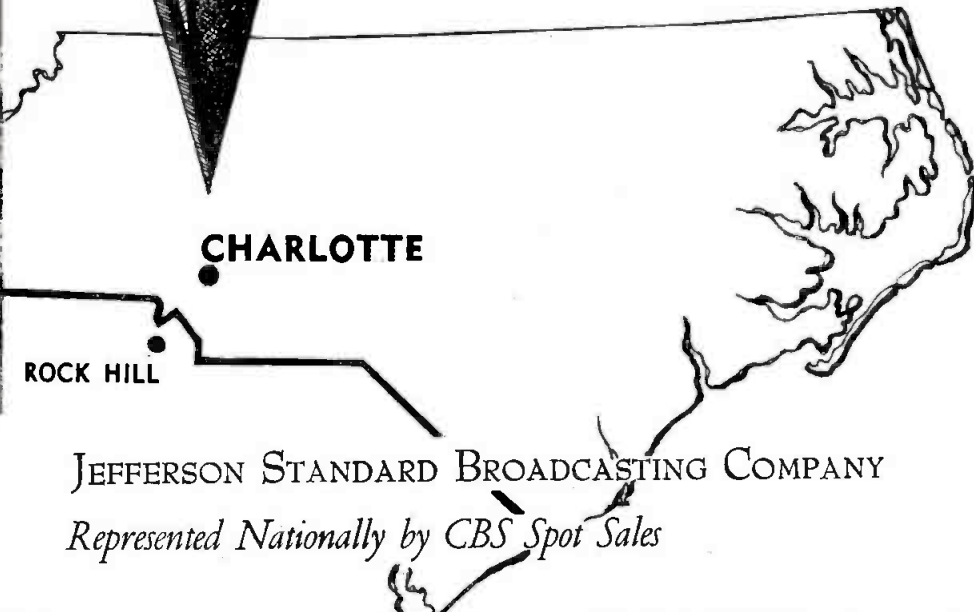 CHARLOTTE
ROCK HILL
JEFFERSON STANDARD BROADCASTING COMPANY
Represented Nationally by CBS Spot Sales